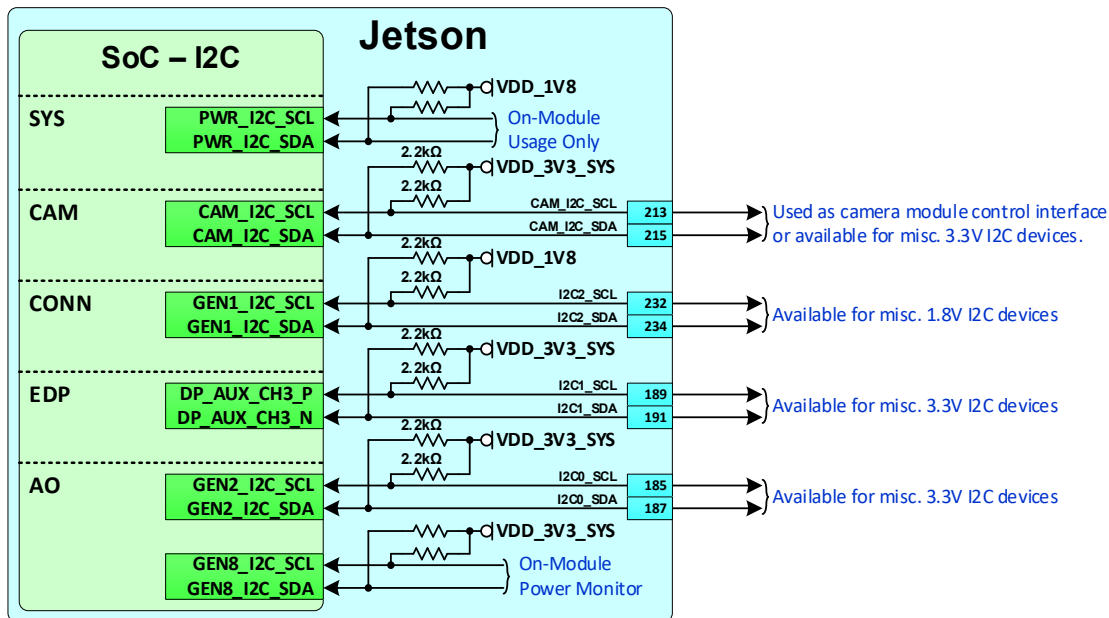 Jetson
SoC – I2C
VDD_1V8
SYS
PWR_I2C_SCL
On-Module
PWR_I2C_SDA
Usage Only
2.2kΩ
VDD_3V3_SYS
2.2kΩ
CAM
CAM_I2C_SCL
CAM_I2C_SCL
213
Used as camera module control interface
CAM_I2C_SDA
CAM_I2C_SDA
215
or available for misc. 3.3V I2C devices.
2.2kΩ
VDD_1V8
2.2kΩ
CONN
GEN1_I2C_SCL
I2C2_SCL
232
GEN1_I2C_SDA
I2C2_SDA
234
Available for misc. 1.8V I2C devices
2.2kΩ
VDD_3V3_SYS
2.2kΩ
EDP
DP_AUX_CH3_P
I2C1_SCL
189
DP_AUX_CH3_N
I2C1_SDA
191
Available for misc. 3.3V I2C devices
2.2kΩ
VDD_3V3_SYS
2.2kΩ
AO
GEN2_I2C_SCL
I2C0_SCL
185
GEN2_I2C_SDA
I2C0_SDA
187
Available for misc. 3.3V I2C devices
VDD_3V3_SYS
GEN8_I2C_SCL
On-Module
GEN8_I2C_SDA
Power Monitor